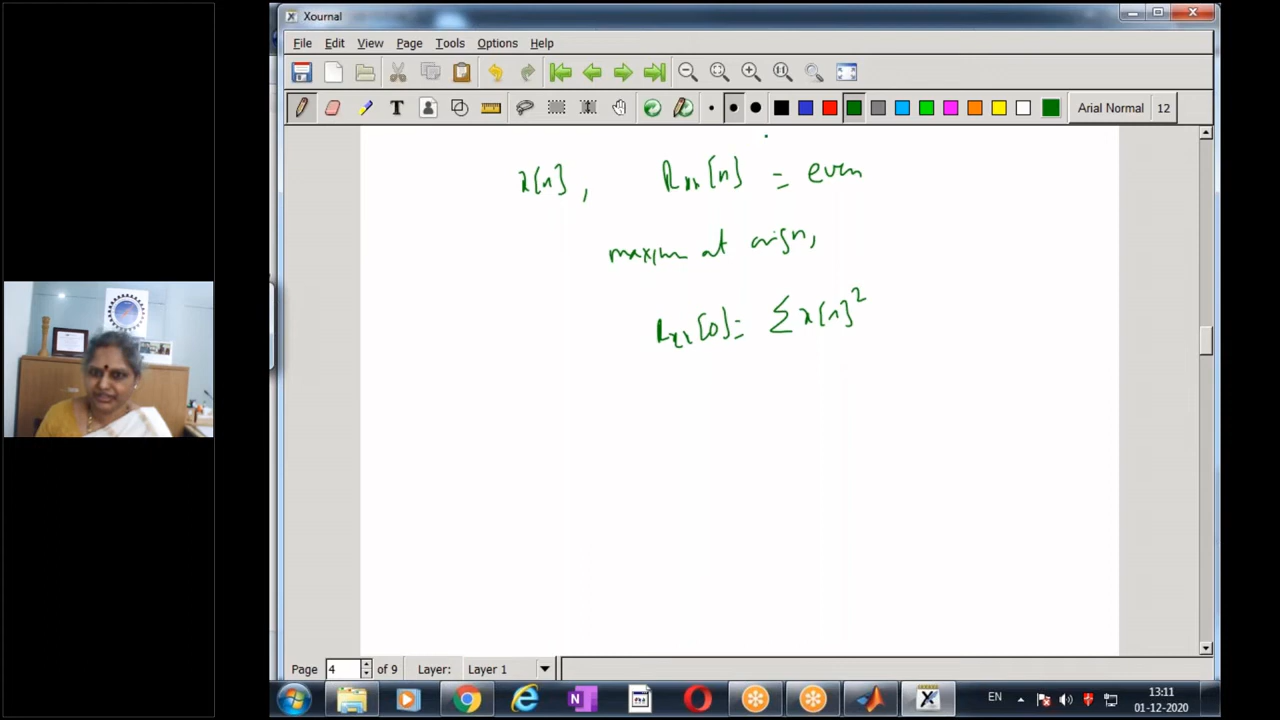 Xournal
File Edit View Page Tools Options Help
Arial Normal 12
x[n], Rxx[n] = even
maxim at origin,
Rxx[0] = Σ x[n]²
Page 4 of 9 Layer: Layer 1
EN
13:11
01-12-2020